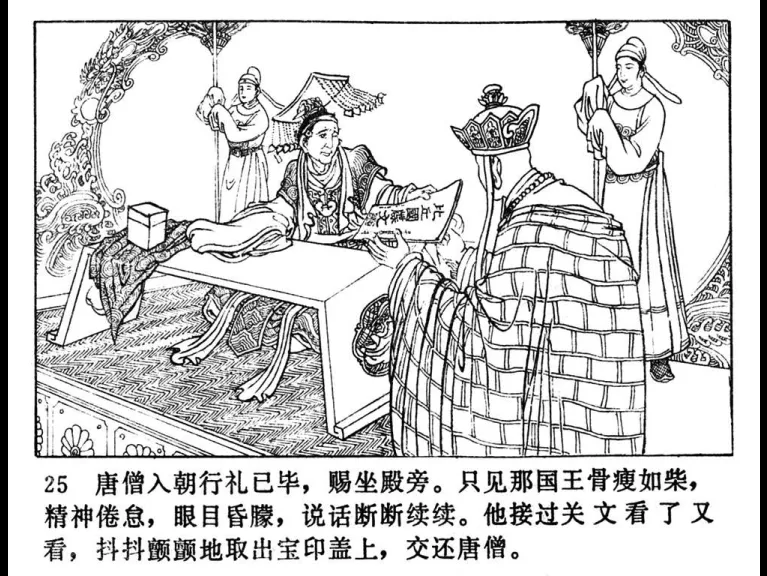 25 唐僧入朝行礼已毕，赐坐殿旁。只见那国王骨瘦如柴，
精神倦怠，眼目昏朦，说话断断续续。他接过关文看了又
看，抖抖颤颤地取出宝印盖上，交还唐僧。